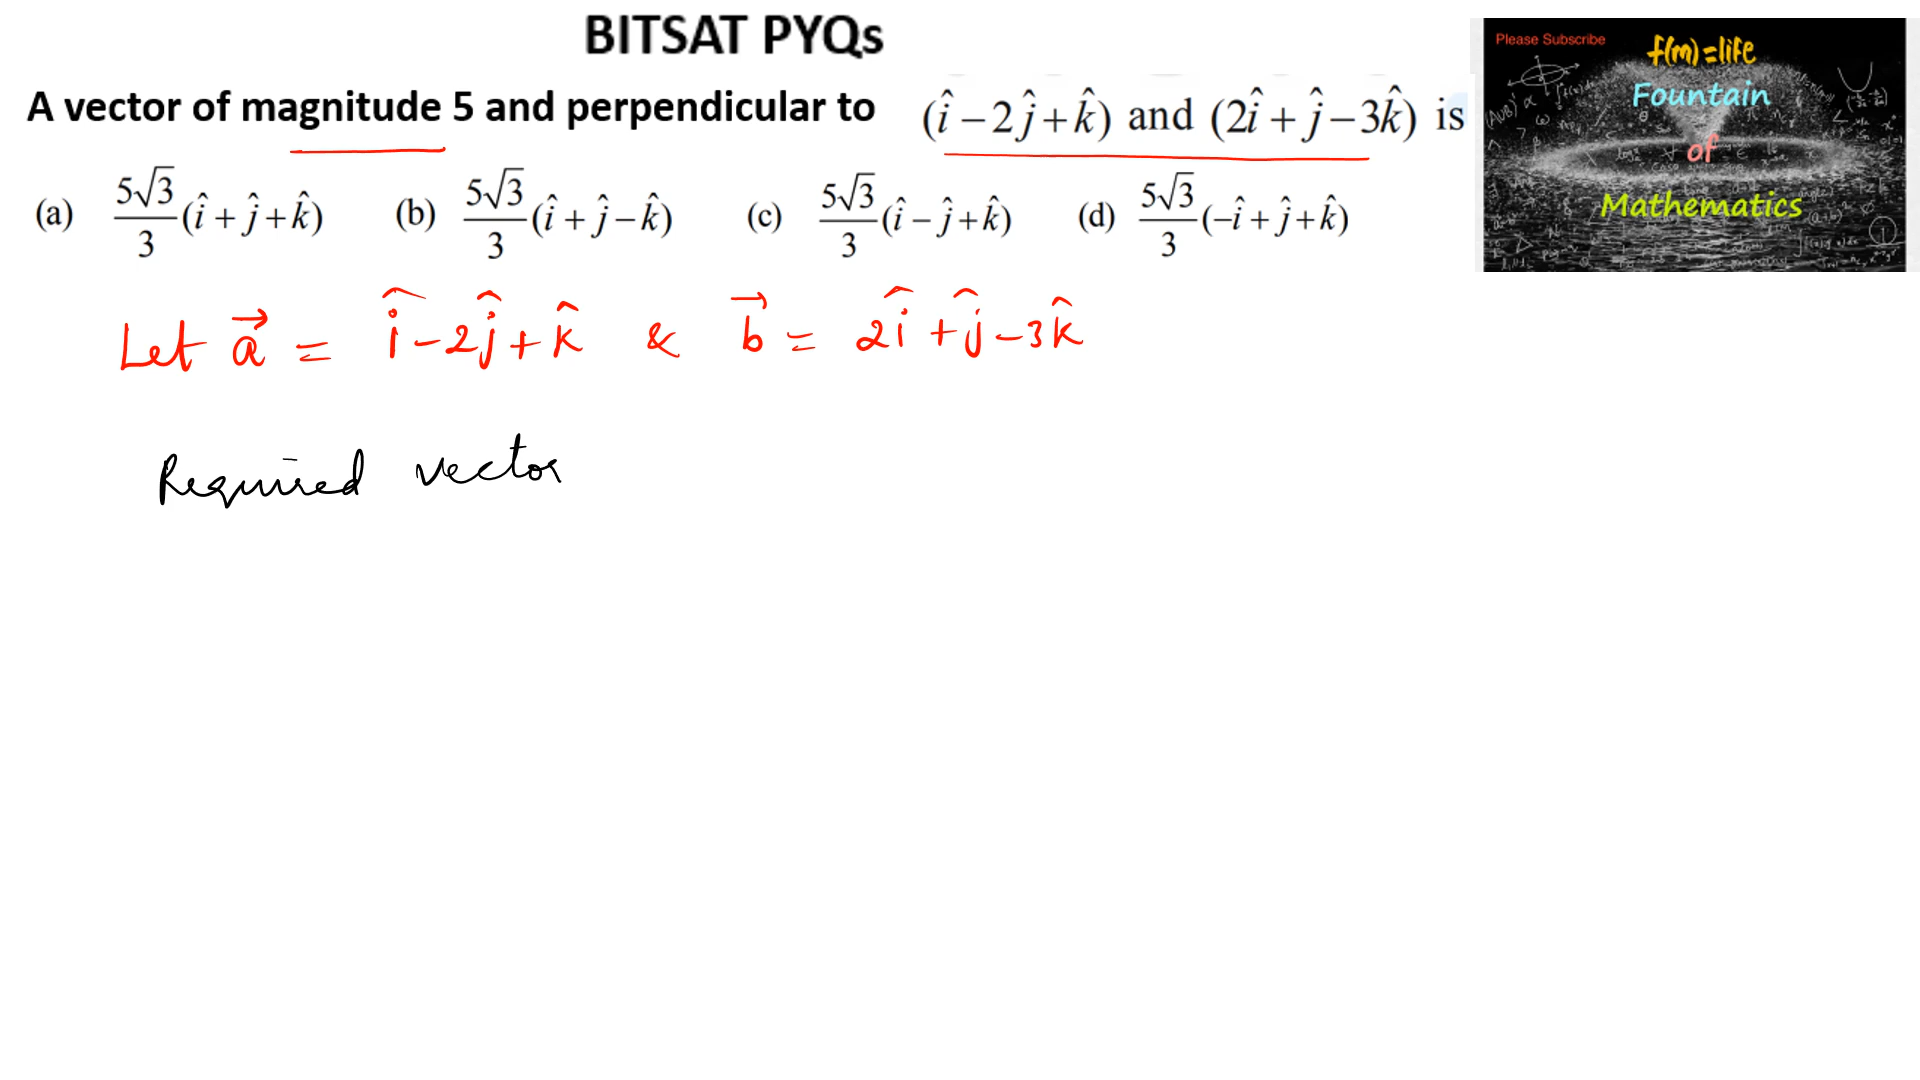 BITSAT PYQs
A vector of magnitude 5 and perpendicular to (î − 2ĵ + k̂) and (2î + ĵ − 3k̂) is
(a) 5√3/3 (î + ĵ + k̂) (b) 5√3/3 (î + ĵ − k̂) (c) 5√3/3 (î − ĵ + k̂) (d) 5√3/3 (−î + ĵ + k̂)
Let a⃗ = î − 2ĵ + k̂ & b⃗ = 2î + ĵ − 3k̂
Required vector
Please Subscribe
f(m)=life
Fountain
of
Mathematics